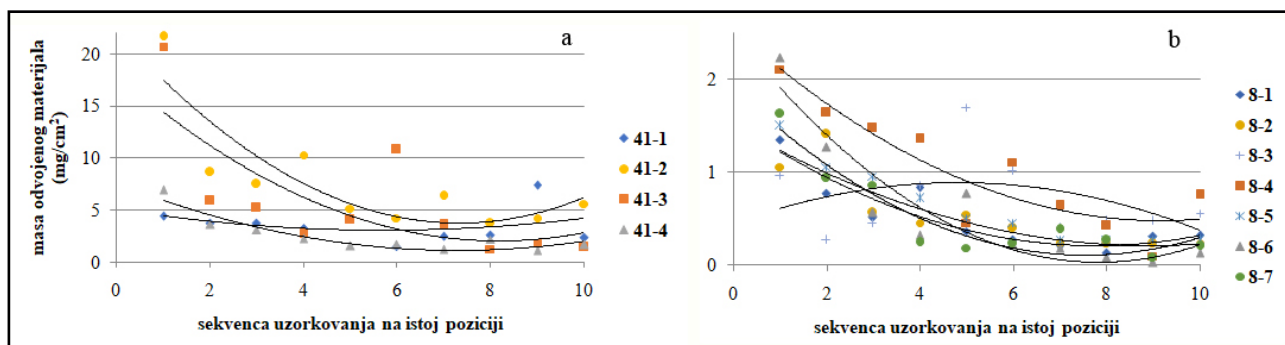 a
masa odvojenog materijala
(mg/cm²)
20
15
10
5
0
0 2 4 6 8 10
sekvenca uzorkovanja na istoj poziciji
41-1
41-2
41-3
41-4
b
2
1
0
0 2 4 6 8 10
sekvenca uzorkovanja na istoj poziciji
8-1
8-2
8-3
8-4
8-5
8-6
8-7